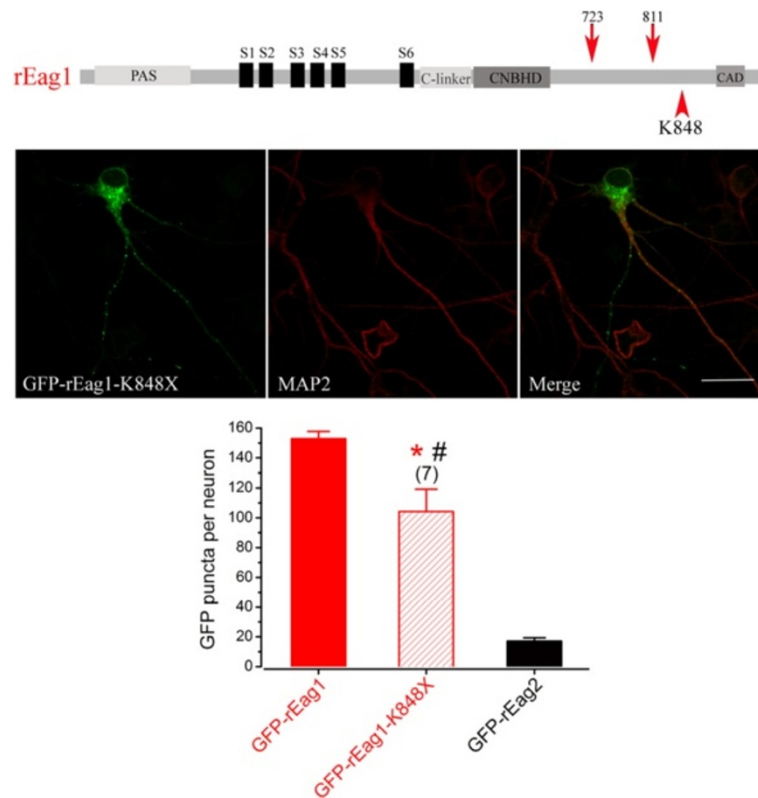 723 811
S1 S2 S3 S4 S5 S6
rEag1 PAS C-linker CNBHD CAD
K848
GFP-rEag1-K848X MAP2 Merge
160
140
120
100
80
60
40
20
0
GFP puncta per neuron
* #
(7)
GFP-rEag1
GFP-rEag1-K848X
GFP-rEag2